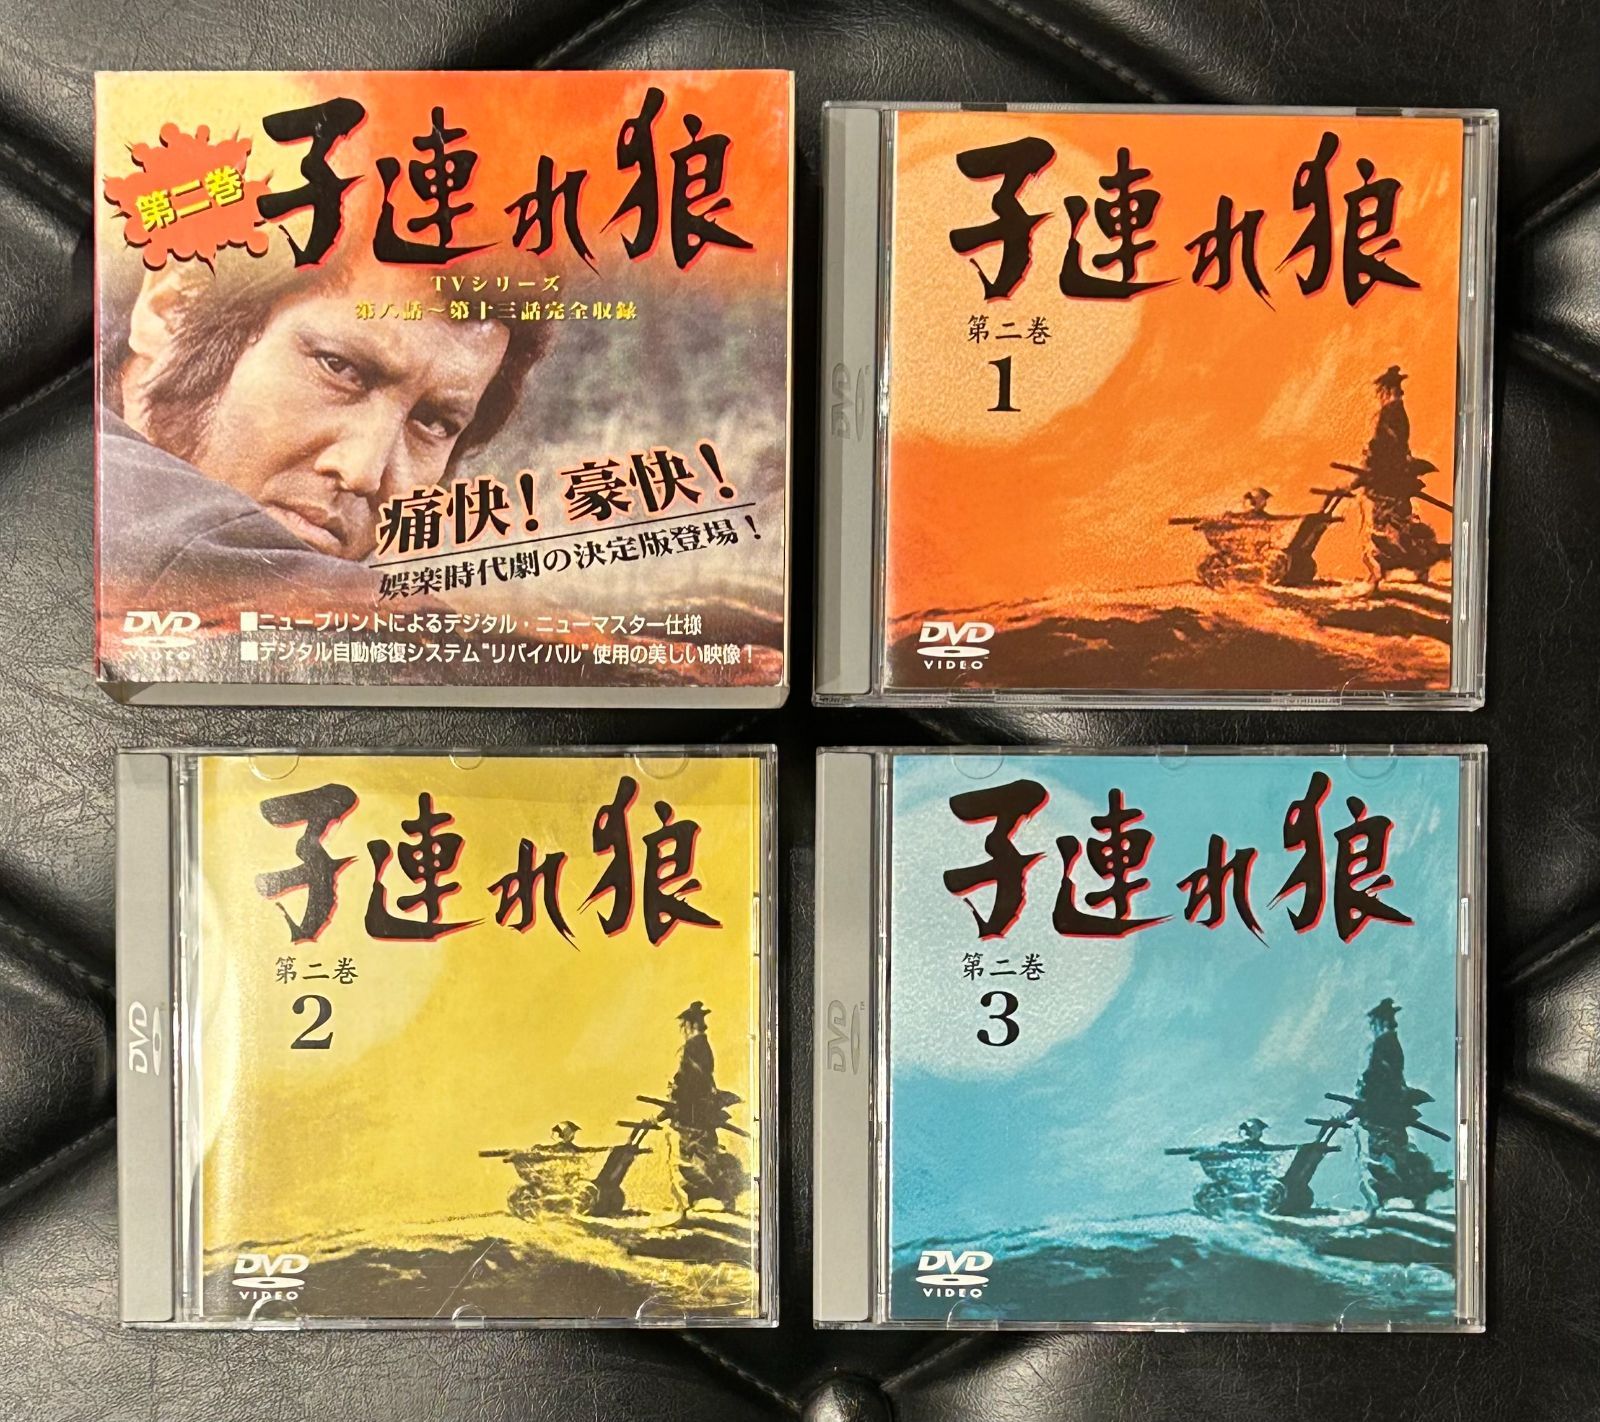 第二巻
子連れ狼
TVシリーズ
第八話～第十三話完全収録
痛快！豪快！
娯楽時代劇の決定版登場！
DVD
VIDEO
■ニュープリントによるデジタル・ニューマスター仕様
■デジタル自動修復システム"リバイバル"使用の美しい映像！
DVD
子連れ狼
第二巻
1
DVD
VIDEO
DVD
子連れ狼
第二巻
2
DVD
VIDEO
DVD
子連れ狼
第二巻
3
DVD
VIDEO